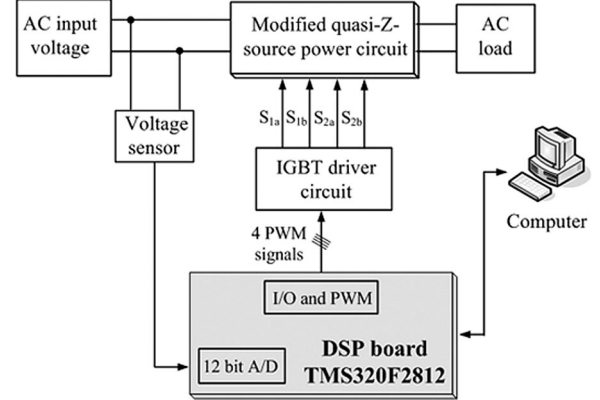 AC input
voltage
Modified quasi-Z-
source power circuit
AC
load
Voltage
sensor
S1a S1b S2a S2b
IGBT driver
circuit
Computer
4 PWM
signals
I/O and PWM
DSP board
TMS320F2812
12 bit A/D